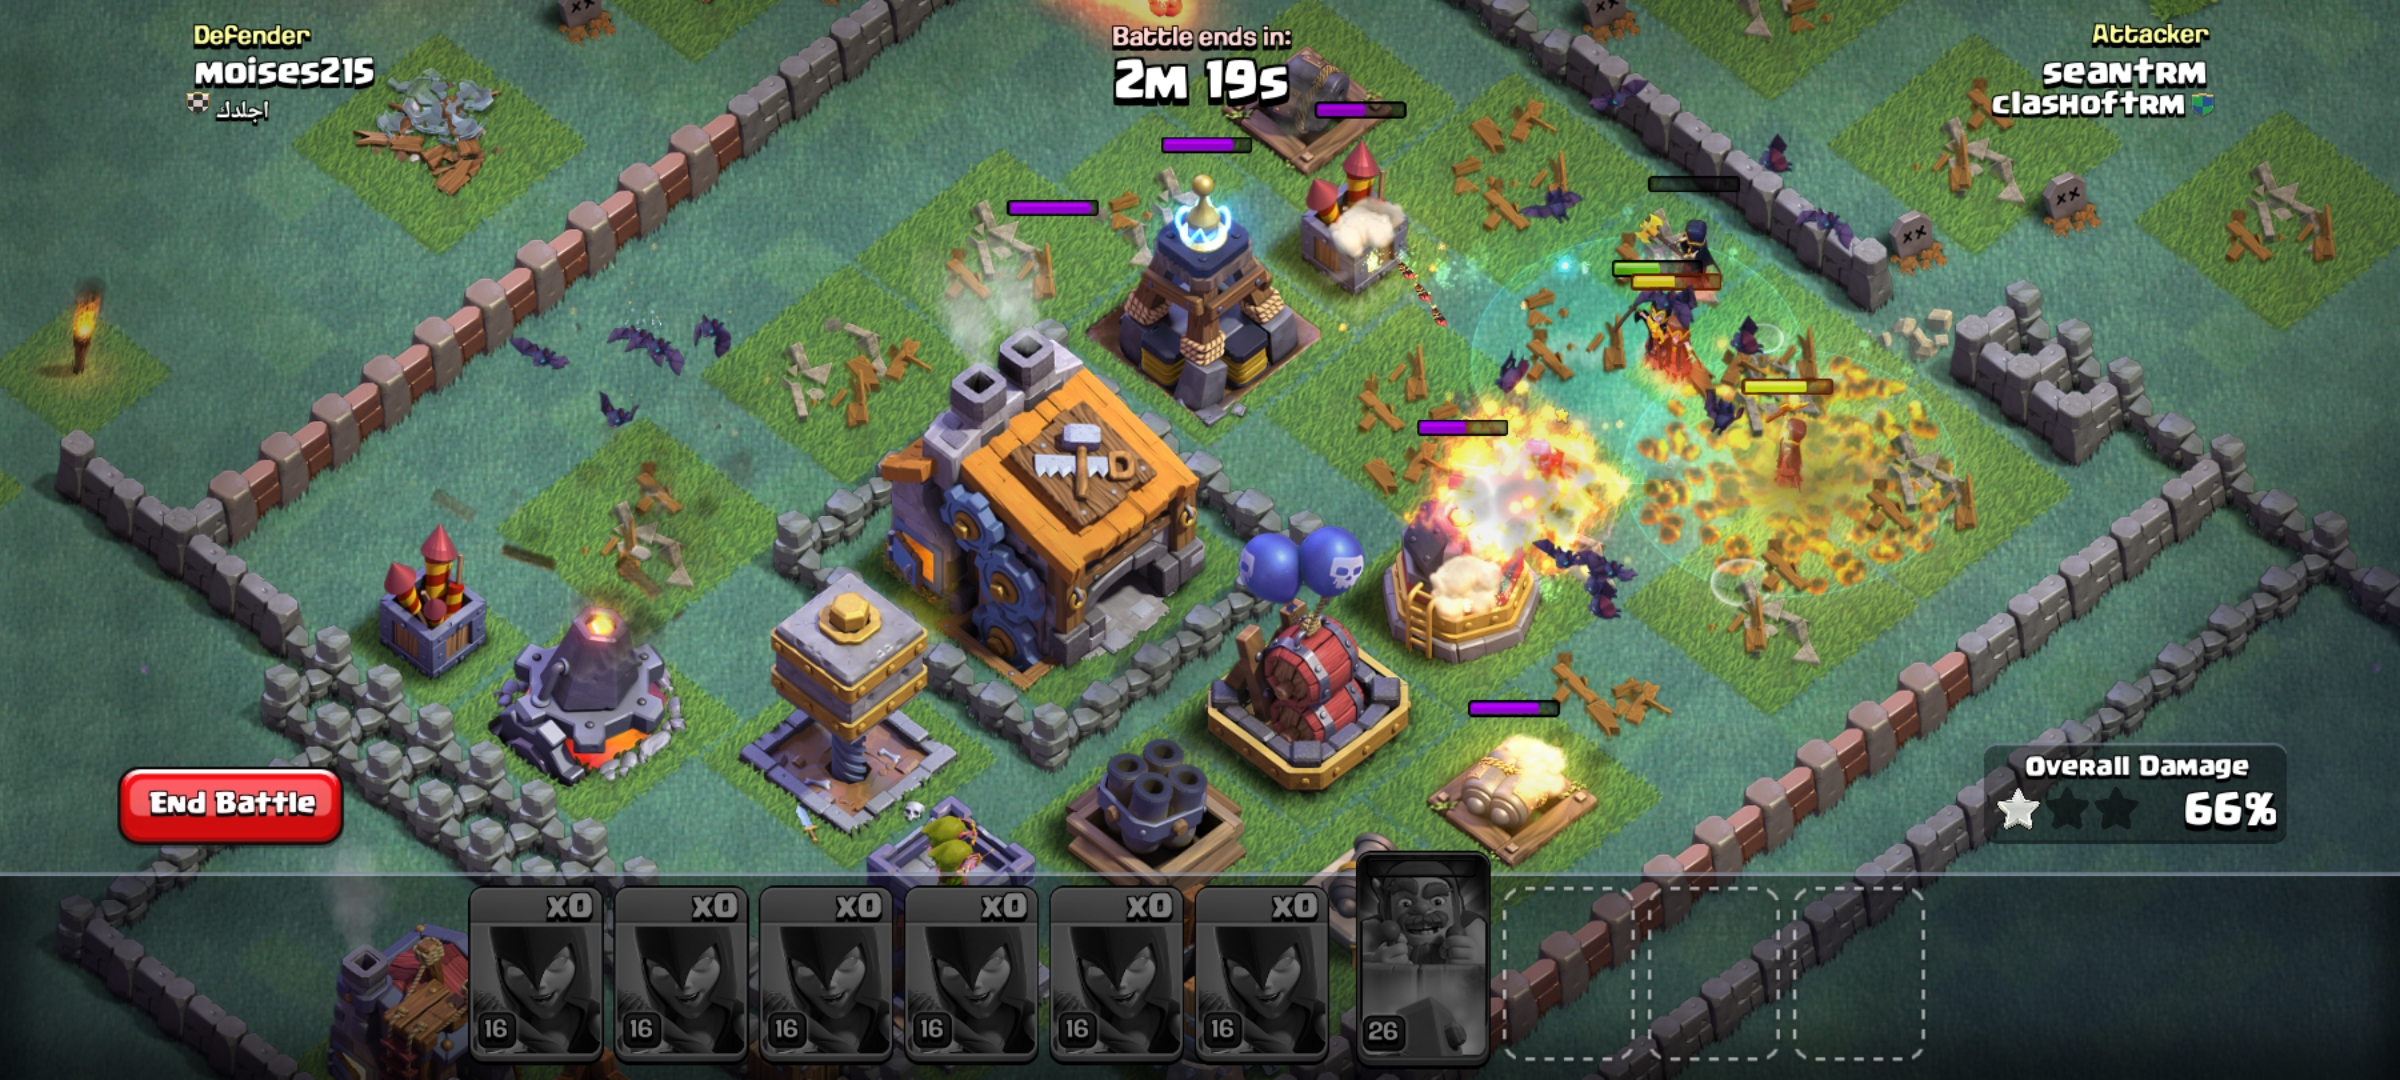 Defender
moises215
اجلدك
Battle ends in:
2M 19s
Attacker
seantRM
clashoftRM
End Battle
Overall Damage
66%
x0
x0
x0
x0
x0
x0
16
16
16
16
16
16
26